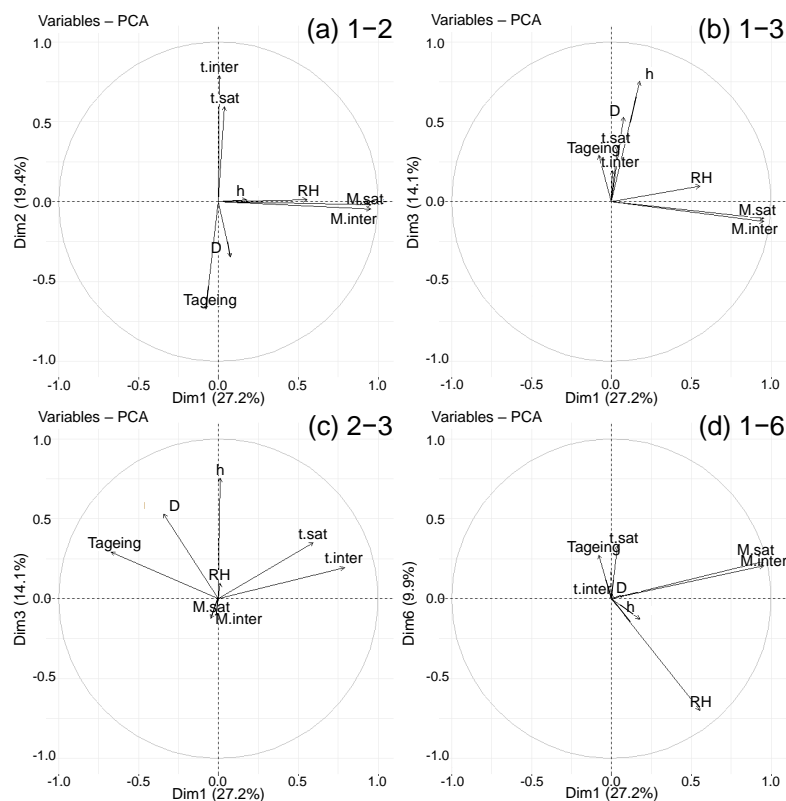 Variables – PCA
(a) 1−2
1.0
t.inter
t.sat
0.5
Dim2 (19.4%)
h
RH
M.sat
0.0
M.inter
D
-0.5
Tageing
-1.0
-1.0
-0.5
0.0
0.5
1.0
Dim1 (27.2%)
Variables – PCA
(b) 1−3
1.0
h
D
0.5
t.sat
Tageing
t.inter
Dim3 (14.1%)
RH
M.sat
0.0
M.inter
-0.5
-1.0
-1.0
-0.5
0.0
0.5
1.0
Dim1 (27.2%)
Variables – PCA
(c) 2−3
1.0
h
D
0.5
t.sat
Tageing
t.inter
Dim3 (14.1%)
RH
0.0
M.sat
M.inter
-0.5
-1.0
-1.0
-0.5
0.0
0.5
1.0
Dim1 (27.2%)
Variables – PCA
(d) 1−6
1.0
0.5
t.sat
Tageing
M.sat
M.inter
Dim6 (9.9%)
t.inter
D
0.0
h
-0.5
RH
-1.0
-1.0
-0.5
0.0
0.5
1.0
Dim1 (27.2%)